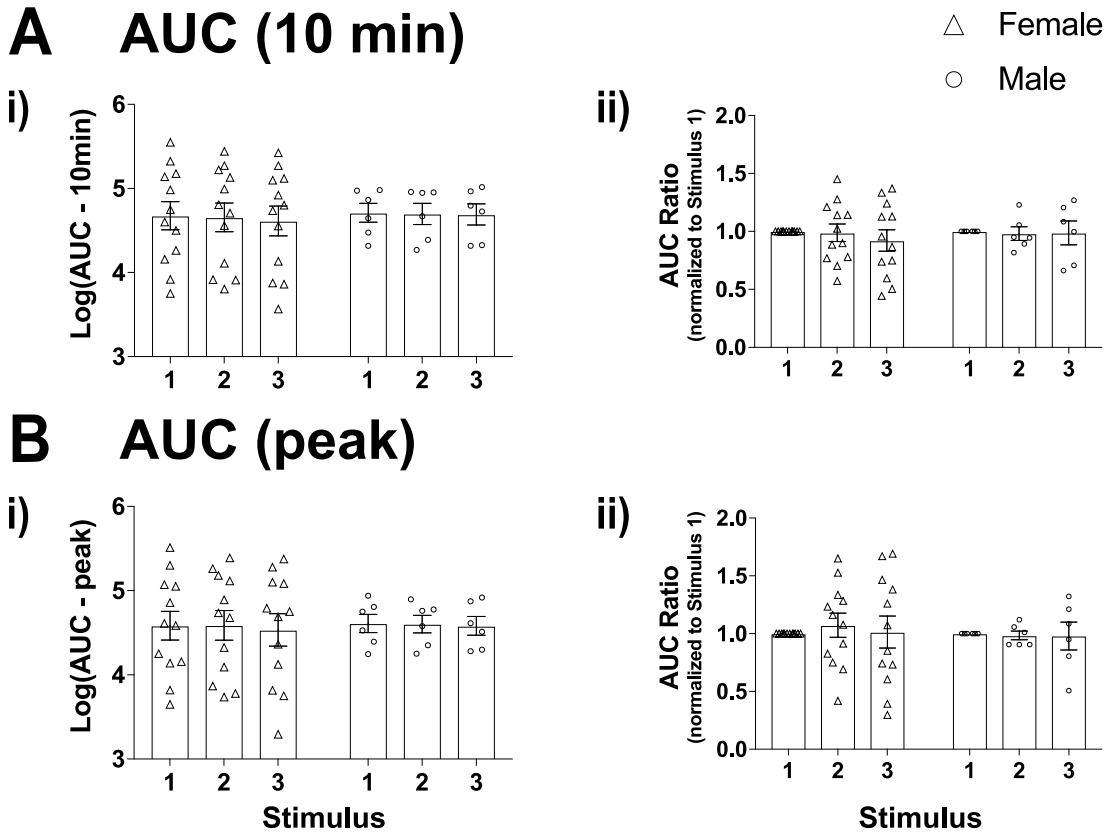 A AUC (10 min)
Female
Male
i)
Log(AUC - 10min)
6
5
4
3
1 2 3 1 2 3
ii)
AUC Ratio
(normalized to Stimulus 1)
2.0
1.5
1.0
0.5
0.0
1 2 3 1 2 3
B AUC (peak)
i)
Log(AUC - peak)
6
5
4
3
1 2 3 1 2 3
Stimulus
ii)
AUC Ratio
(normalized to Stimulus 1)
2.0
1.5
1.0
0.5
0.0
1 2 3 1 2 3
Stimulus